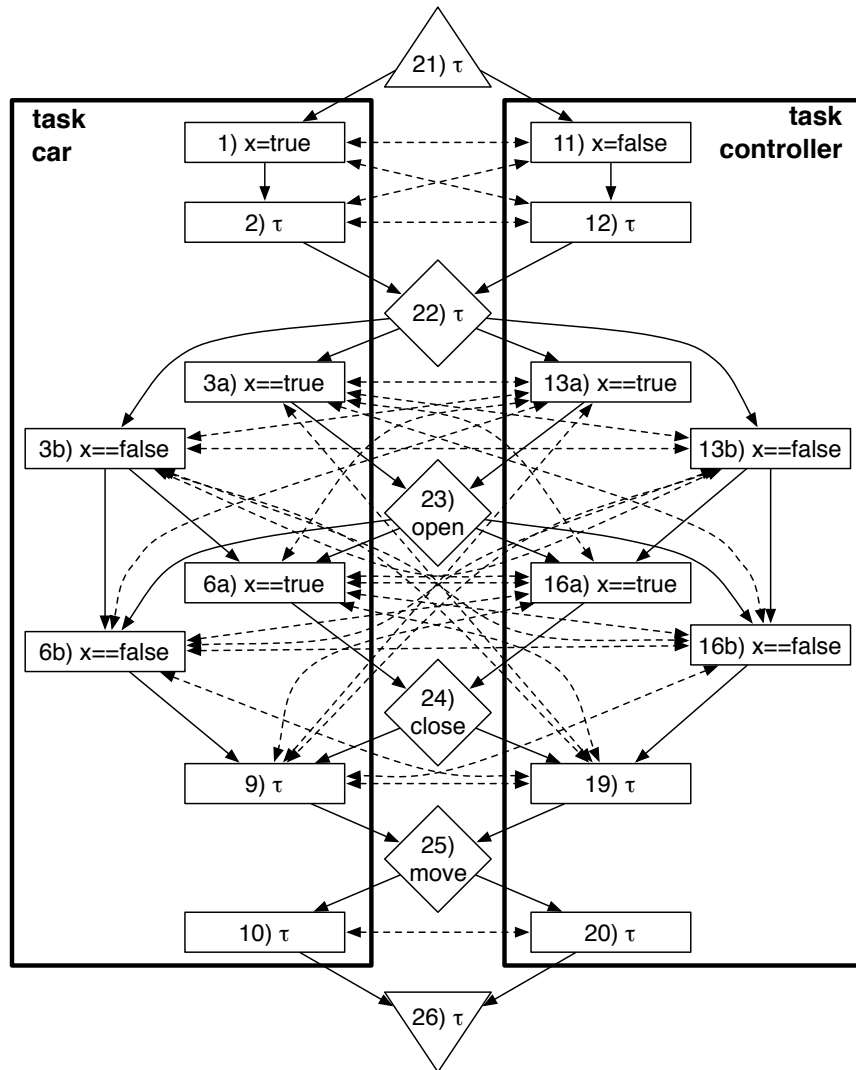 21) τ
task
car
task
controller
1) x=true
11) x=false
2) τ
12) τ
22) τ
3a) x==true
13a) x==true
3b) x==false
13b) x==false
23)
open
6a) x==true
16a) x==true
6b) x==false
16b) x==false
24)
close
9) τ
19) τ
25)
move
10) τ
20) τ
26) τ